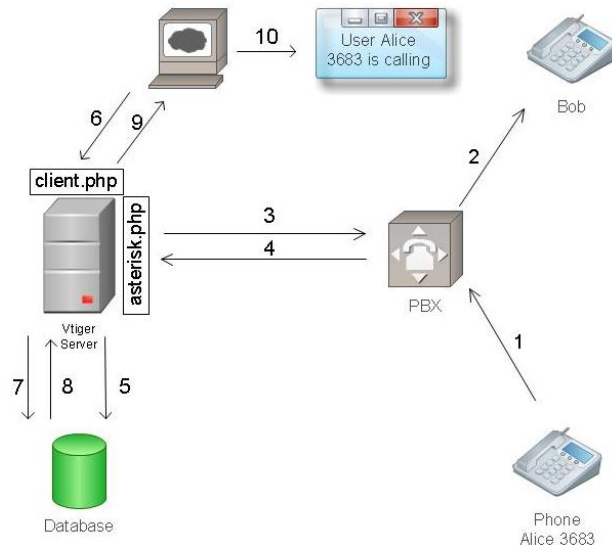 10
User Alice
3683 is calling
Bob
6
9
2
client.php
asterisk.php
3
4
PBX
Vtiger
Server
1
7
8
5
Database
Phone
Alice 3683